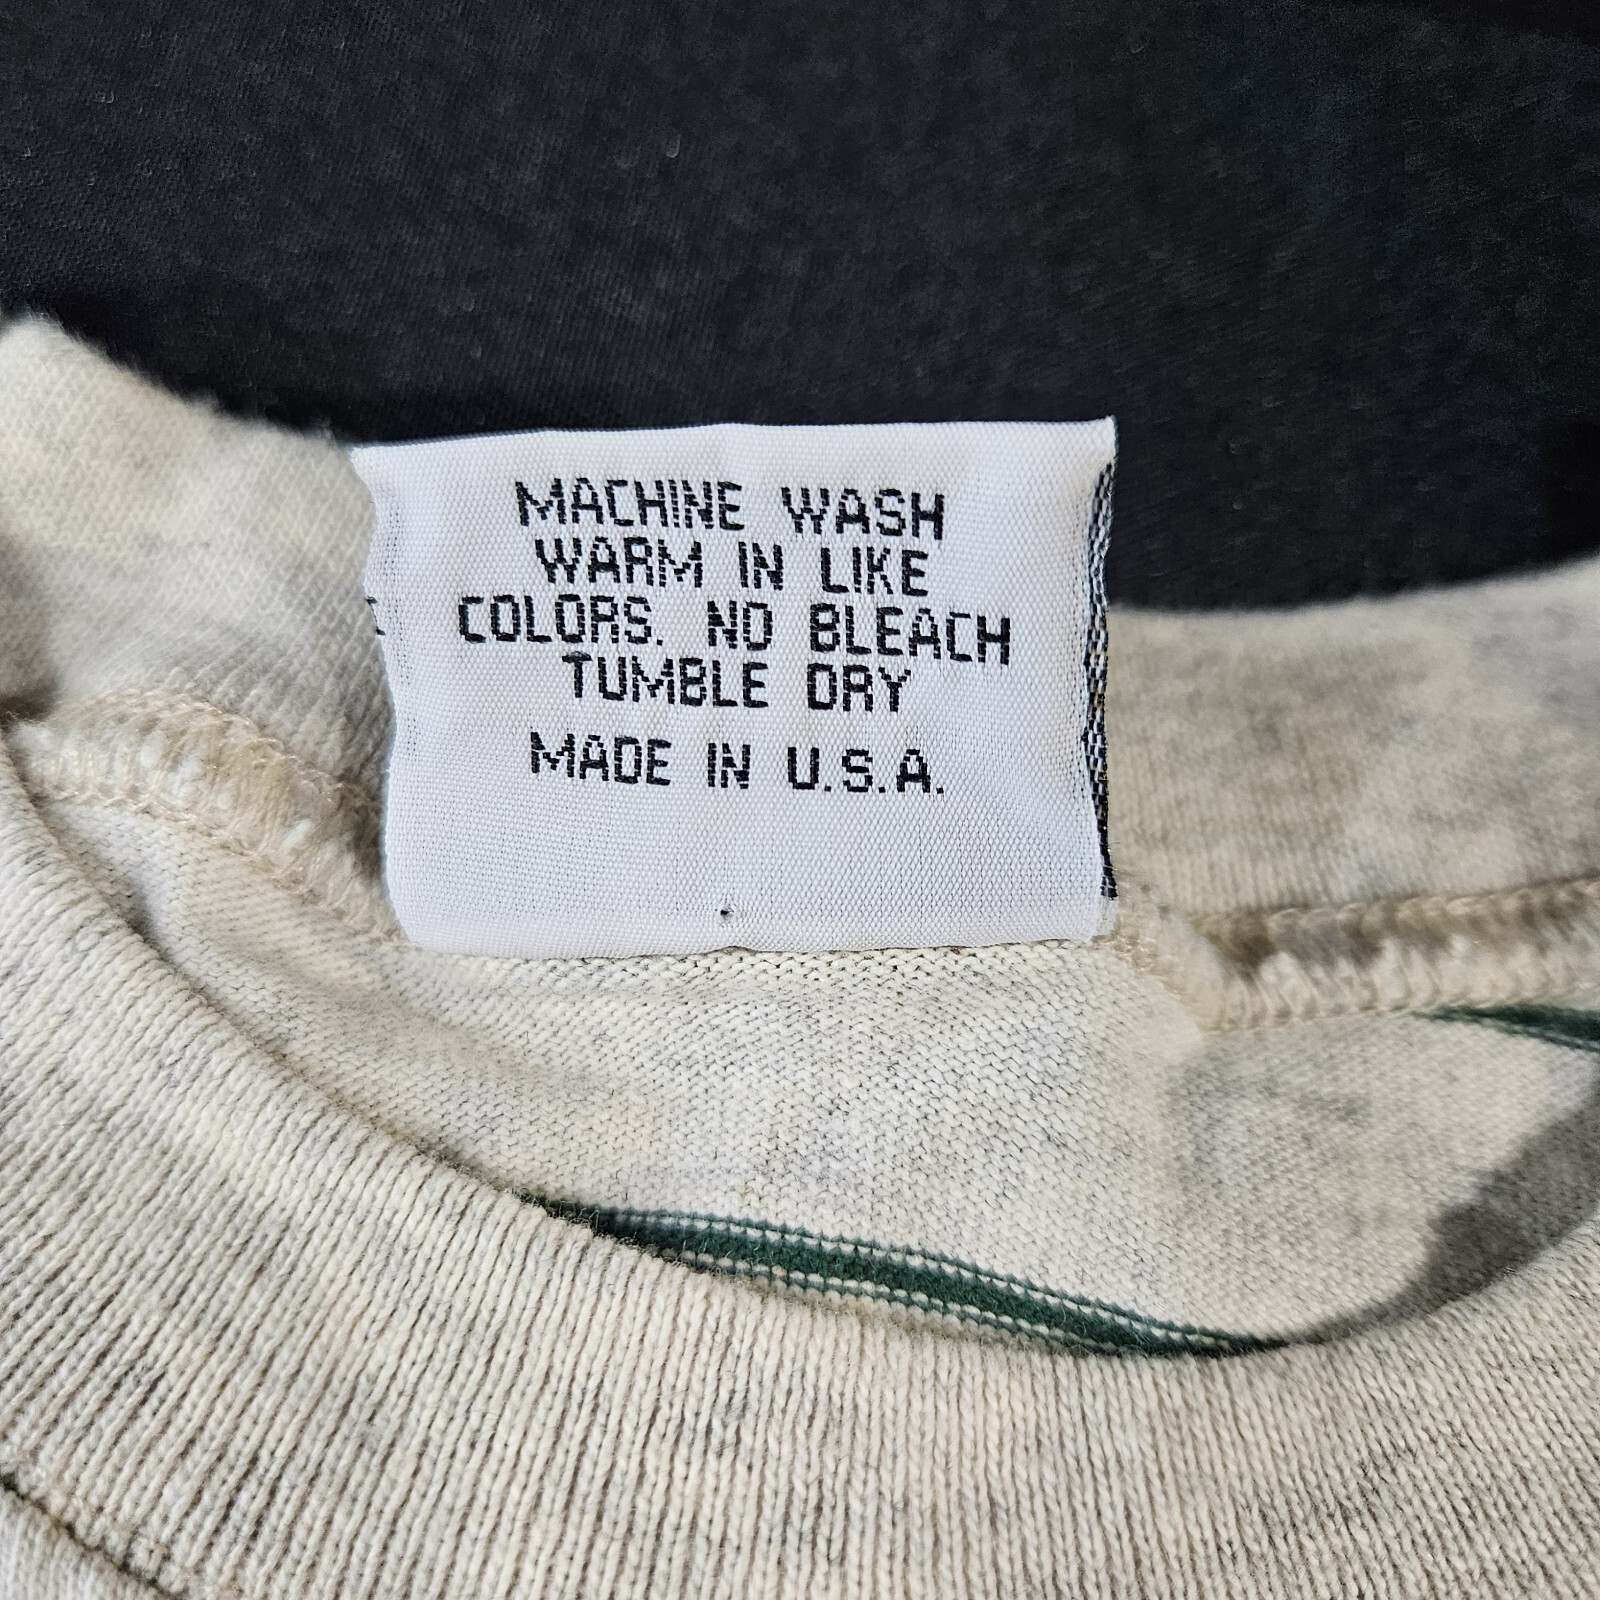 MACHINE WASH
WARM IN LIKE
COLORS. NO BLEACH
TUMBLE DRY
MADE IN U.S.A.